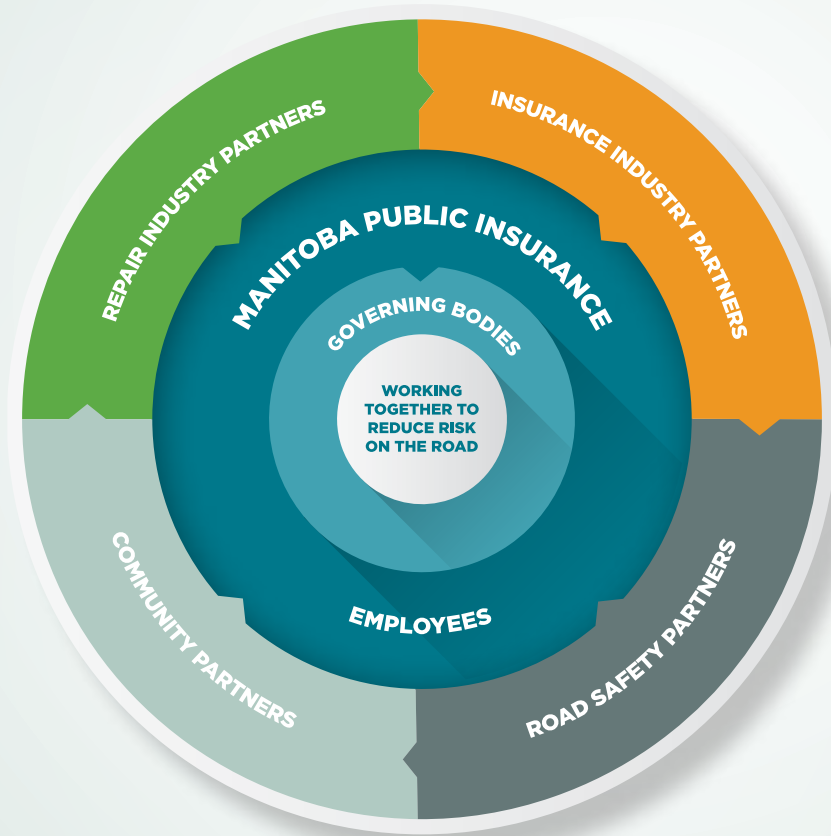 REPAIR INDUSTRY PARTNERS
INSURANCE INDUSTRY PARTNERS
MANITOBA PUBLIC INSURANCE
GOVERNING BODIES
WORKING
TOGETHER TO
REDUCE RISK
ON THE ROAD
EMPLOYEES
COMMUNITY PARTNERS
ROAD SAFETY PARTNERS